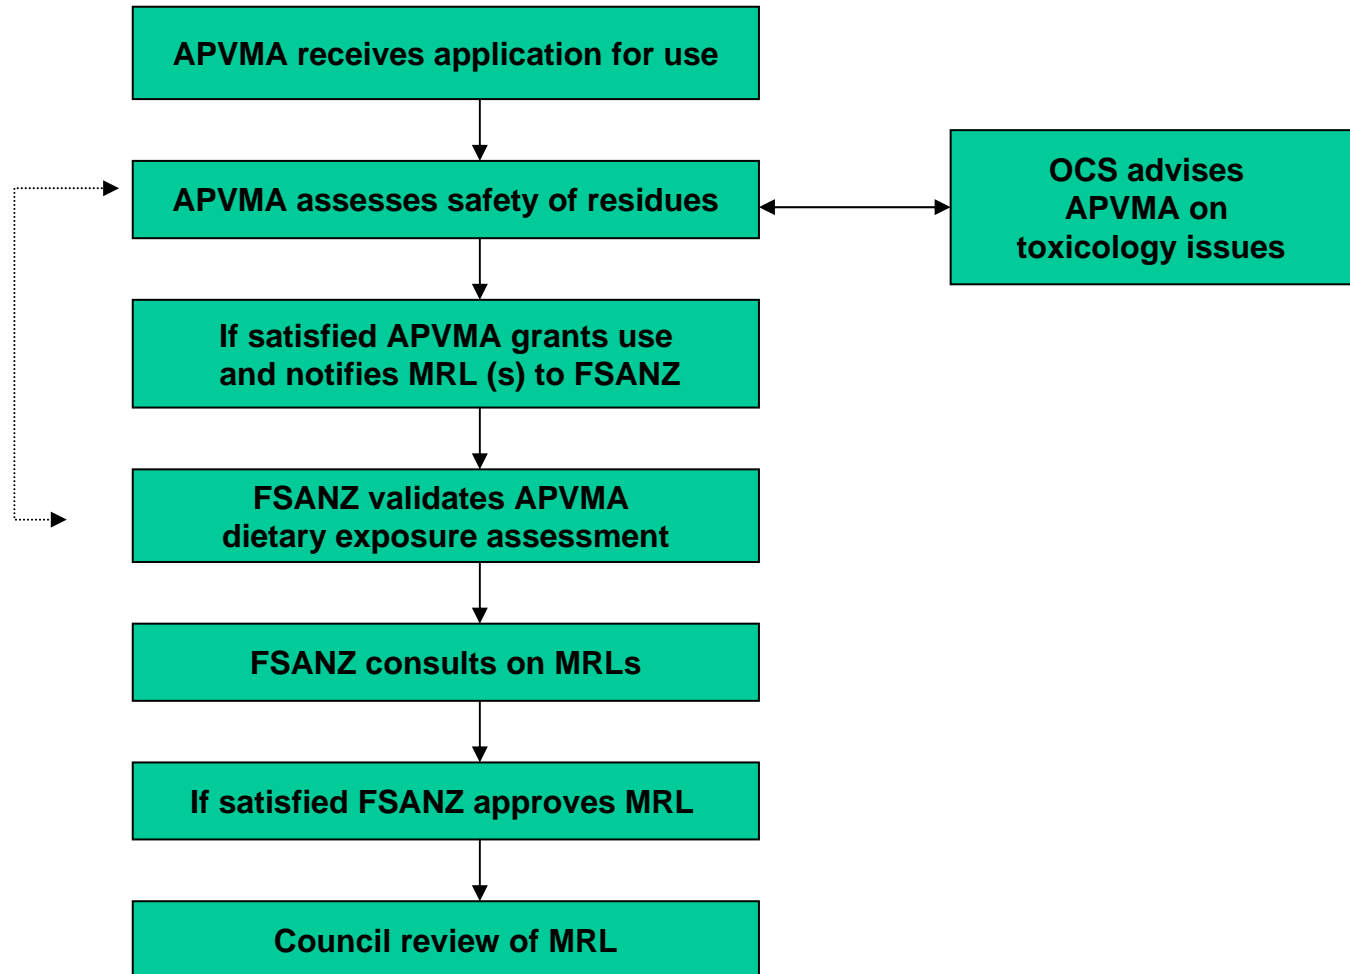 APVMA receives application for use
APVMA assesses safety of residues
OCS advises
APVMA on
toxicology issues
If satisfied APVMA grants use
and notifies MRL (s) to FSANZ
FSANZ validates APVMA
dietary exposure assessment
FSANZ consults on MRLs
If satisfied FSANZ approves MRL
Council review of MRL